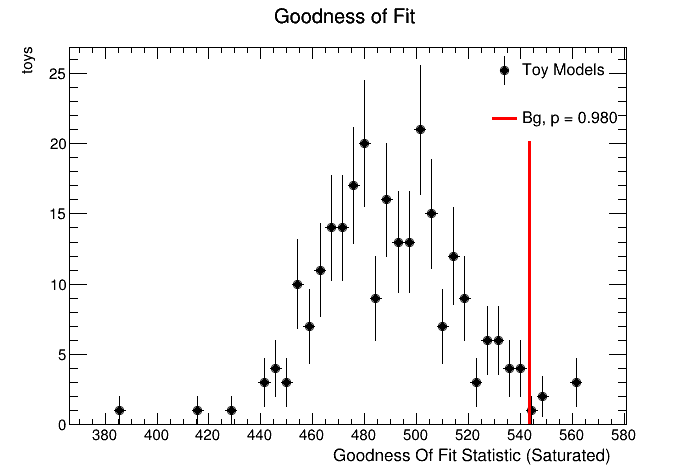 Goodness of Fit
toys
25
20
15
10
5
0
Toy Models
Bg, p = 0.980
380 400 420 440 460 480 500 520 540 560 580
Goodness Of Fit Statistic (Saturated)